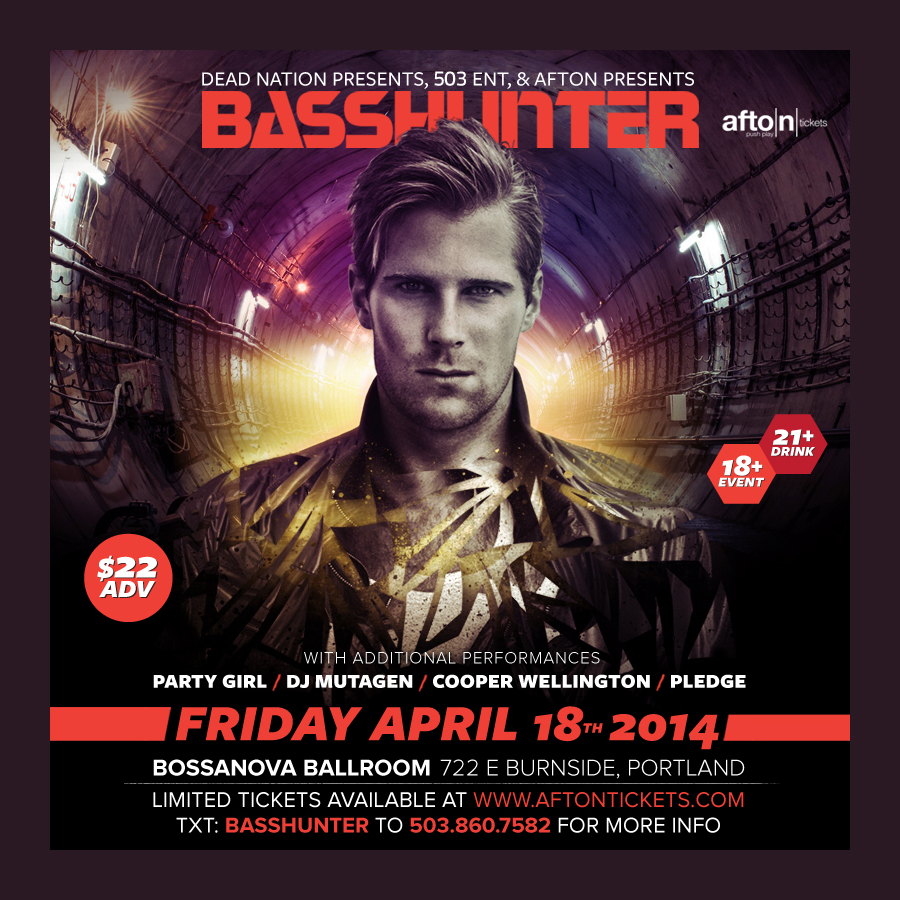 DEAD NATION PRESENTS, 503 ENT, & AFTON PRESENTS
BASSHUNTER
afto|n| tickets
push play
21+
DRINK
18+
EVENT
$22
ADV
WITH ADDITIONAL PERFORMANCES
PARTY GIRL / DJ MUTAGEN / COOPER WELLINGTON / PLEDGE
FRIDAY APRIL 18TH 2014
BOSSANOVA BALLROOM 722 E BURNSIDE, PORTLAND
LIMITED TICKETS AVAILABLE AT WWW.AFTONTICKETS.COM
TXT: BASSHUNTER TO 503.860.7582 FOR MORE INFO